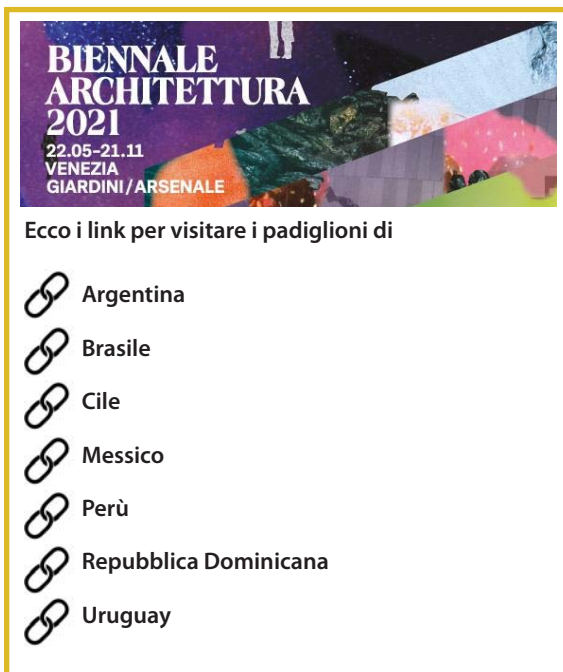 BIENNALE
ARCHITETTURA
2021
22.05–21.11
VENEZIA
GIARDINI/ARSENALE
Ecco i link per visitare i padiglioni di
Argentina
Brasile
Cile
Messico
Perù
Repubblica Dominicana
Uruguay